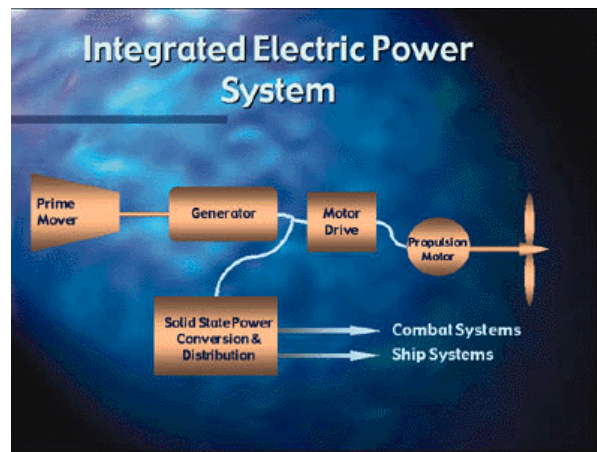 Integrated Electric Power
System
Prime
Mover
Generator
Motor
Drive
Propulsion
Motor
Solid State Power
Conversion &
Distribution
Combat Systems
Ship Systems